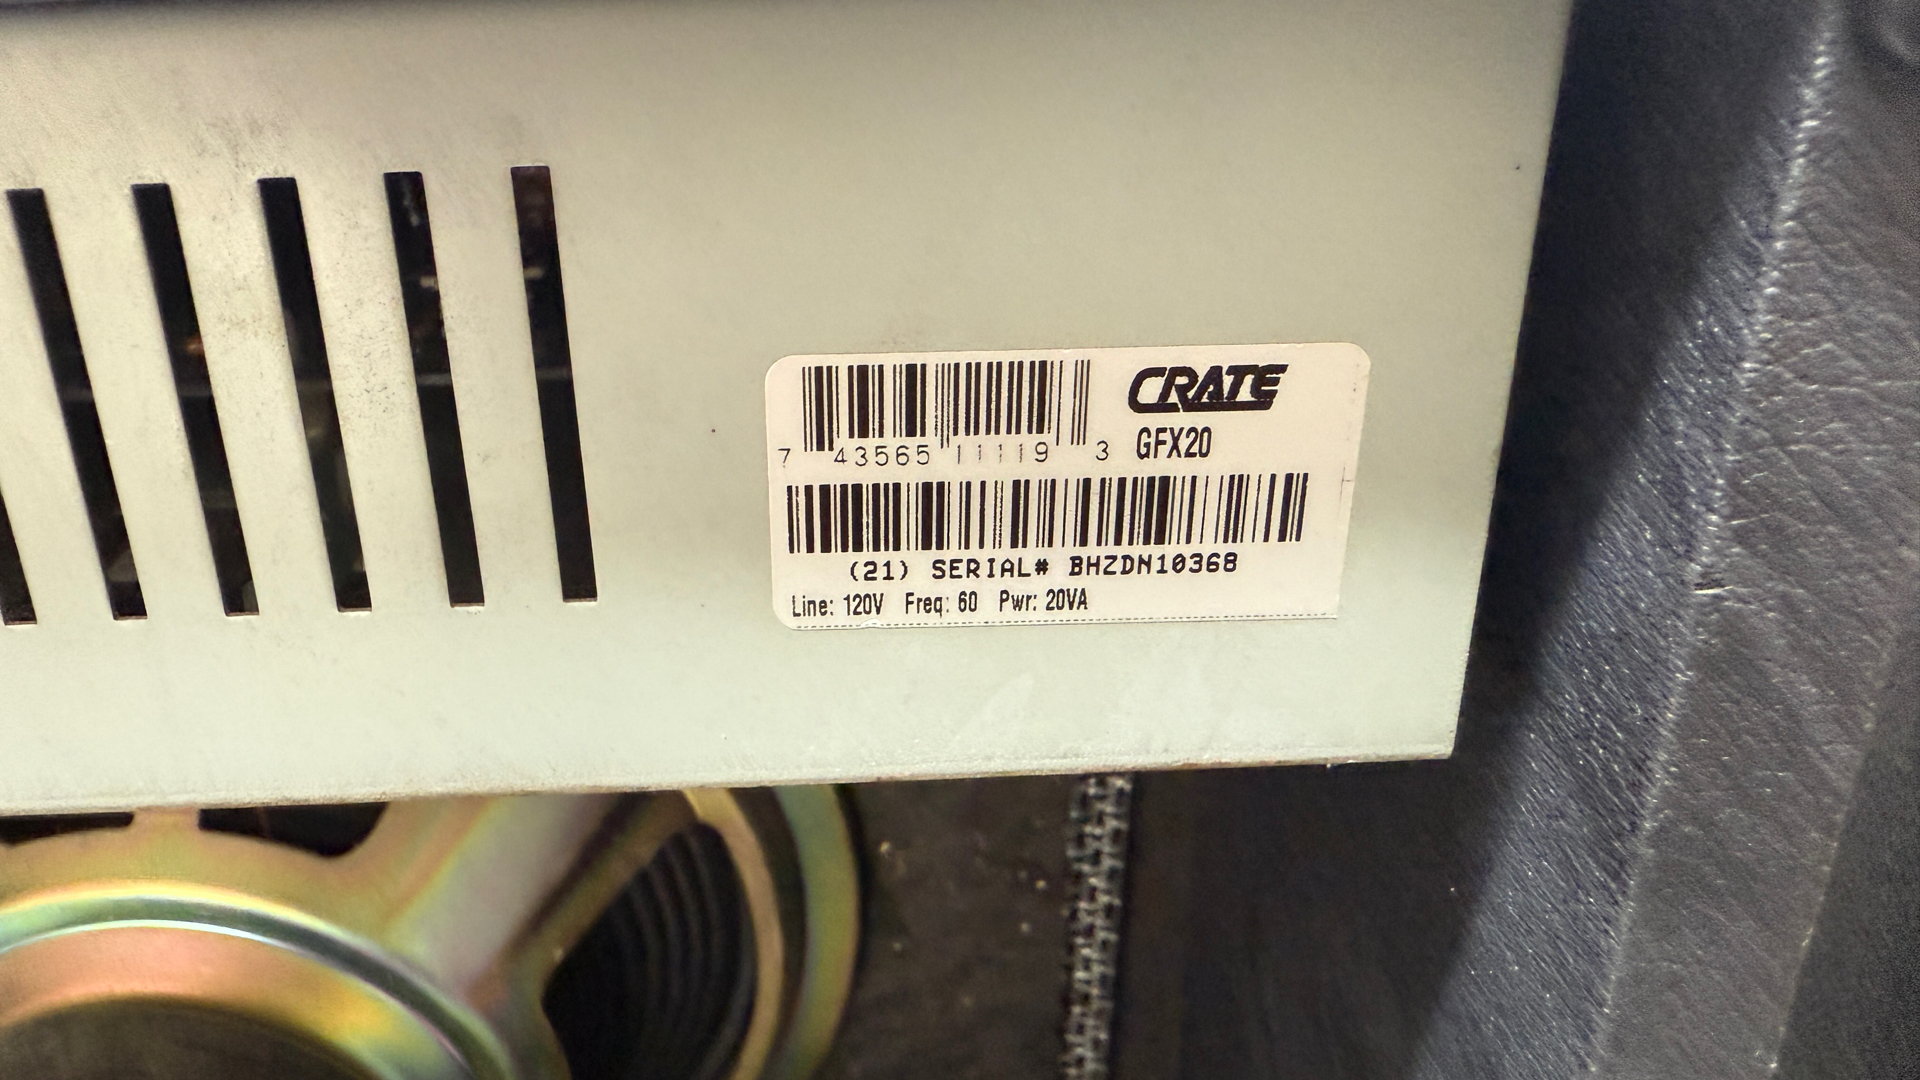 CRATE
7 43565 11119 3 GFX20
(21) SERIAL# BHZDN10368
Line: 120V Freq: 60 Pwr: 20VA